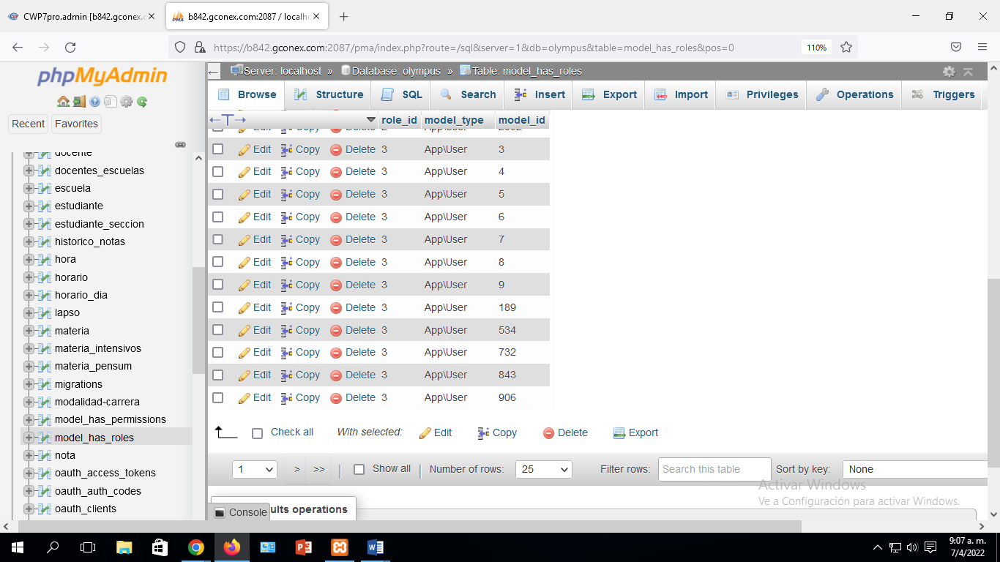 CWP7pro.admin [b842.gconex.c
b842.gconex.com:2087 / localh
https://b842.gconex.com:2087/pma/index.php?route=/sql&server=1&db=olympus&table=model_has_roles&pos=0
110%
phpMyAdmin
Recent
Favorites
docente
docentes_escuelas
escuela
estudiante
estudiante_seccion
historico_notas
hora
horario
horario_dia
lapso
materia
materia_intensivos
materia_pensum
migrations
modalidad-carrera
model_has_permissions
model_has_roles
nota
oauth_access_tokens
oauth_auth_codes
oauth_clients
Server: localhost » Database: olympus » Table: model_has_roles
Browse Structure SQL Search Insert Export Import Privileges Operations Triggers
role_id model_type model_id
Edit Copy Delete 3 App\User 3
Edit Copy Delete 3 App\User 4
Edit Copy Delete 3 App\User 5
Edit Copy Delete 3 App\User 6
Edit Copy Delete 3 App\User 7
Edit Copy Delete 3 App\User 8
Edit Copy Delete 3 App\User 9
Edit Copy Delete 3 App\User 189
Edit Copy Delete 3 App\User 534
Edit Copy Delete 3 App\User 732
Edit Copy Delete 3 App\User 843
Edit Copy Delete 3 App\User 906
Check all With selected: Edit Copy Delete Export
1 > >> Show all Number of rows: 25 Filter rows: Search this table Sort by key: None
Activar Windows
Ve a Configuración para activar Windows.
Console ults operations
9:07 a. m.
7/4/2022